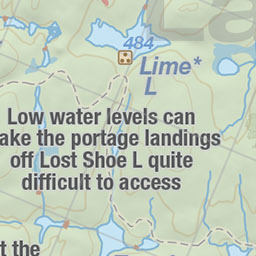 484
Lime*
L
Low water levels can
ake the portage landings
off Lost Shoe L quite
difficult to access
t the